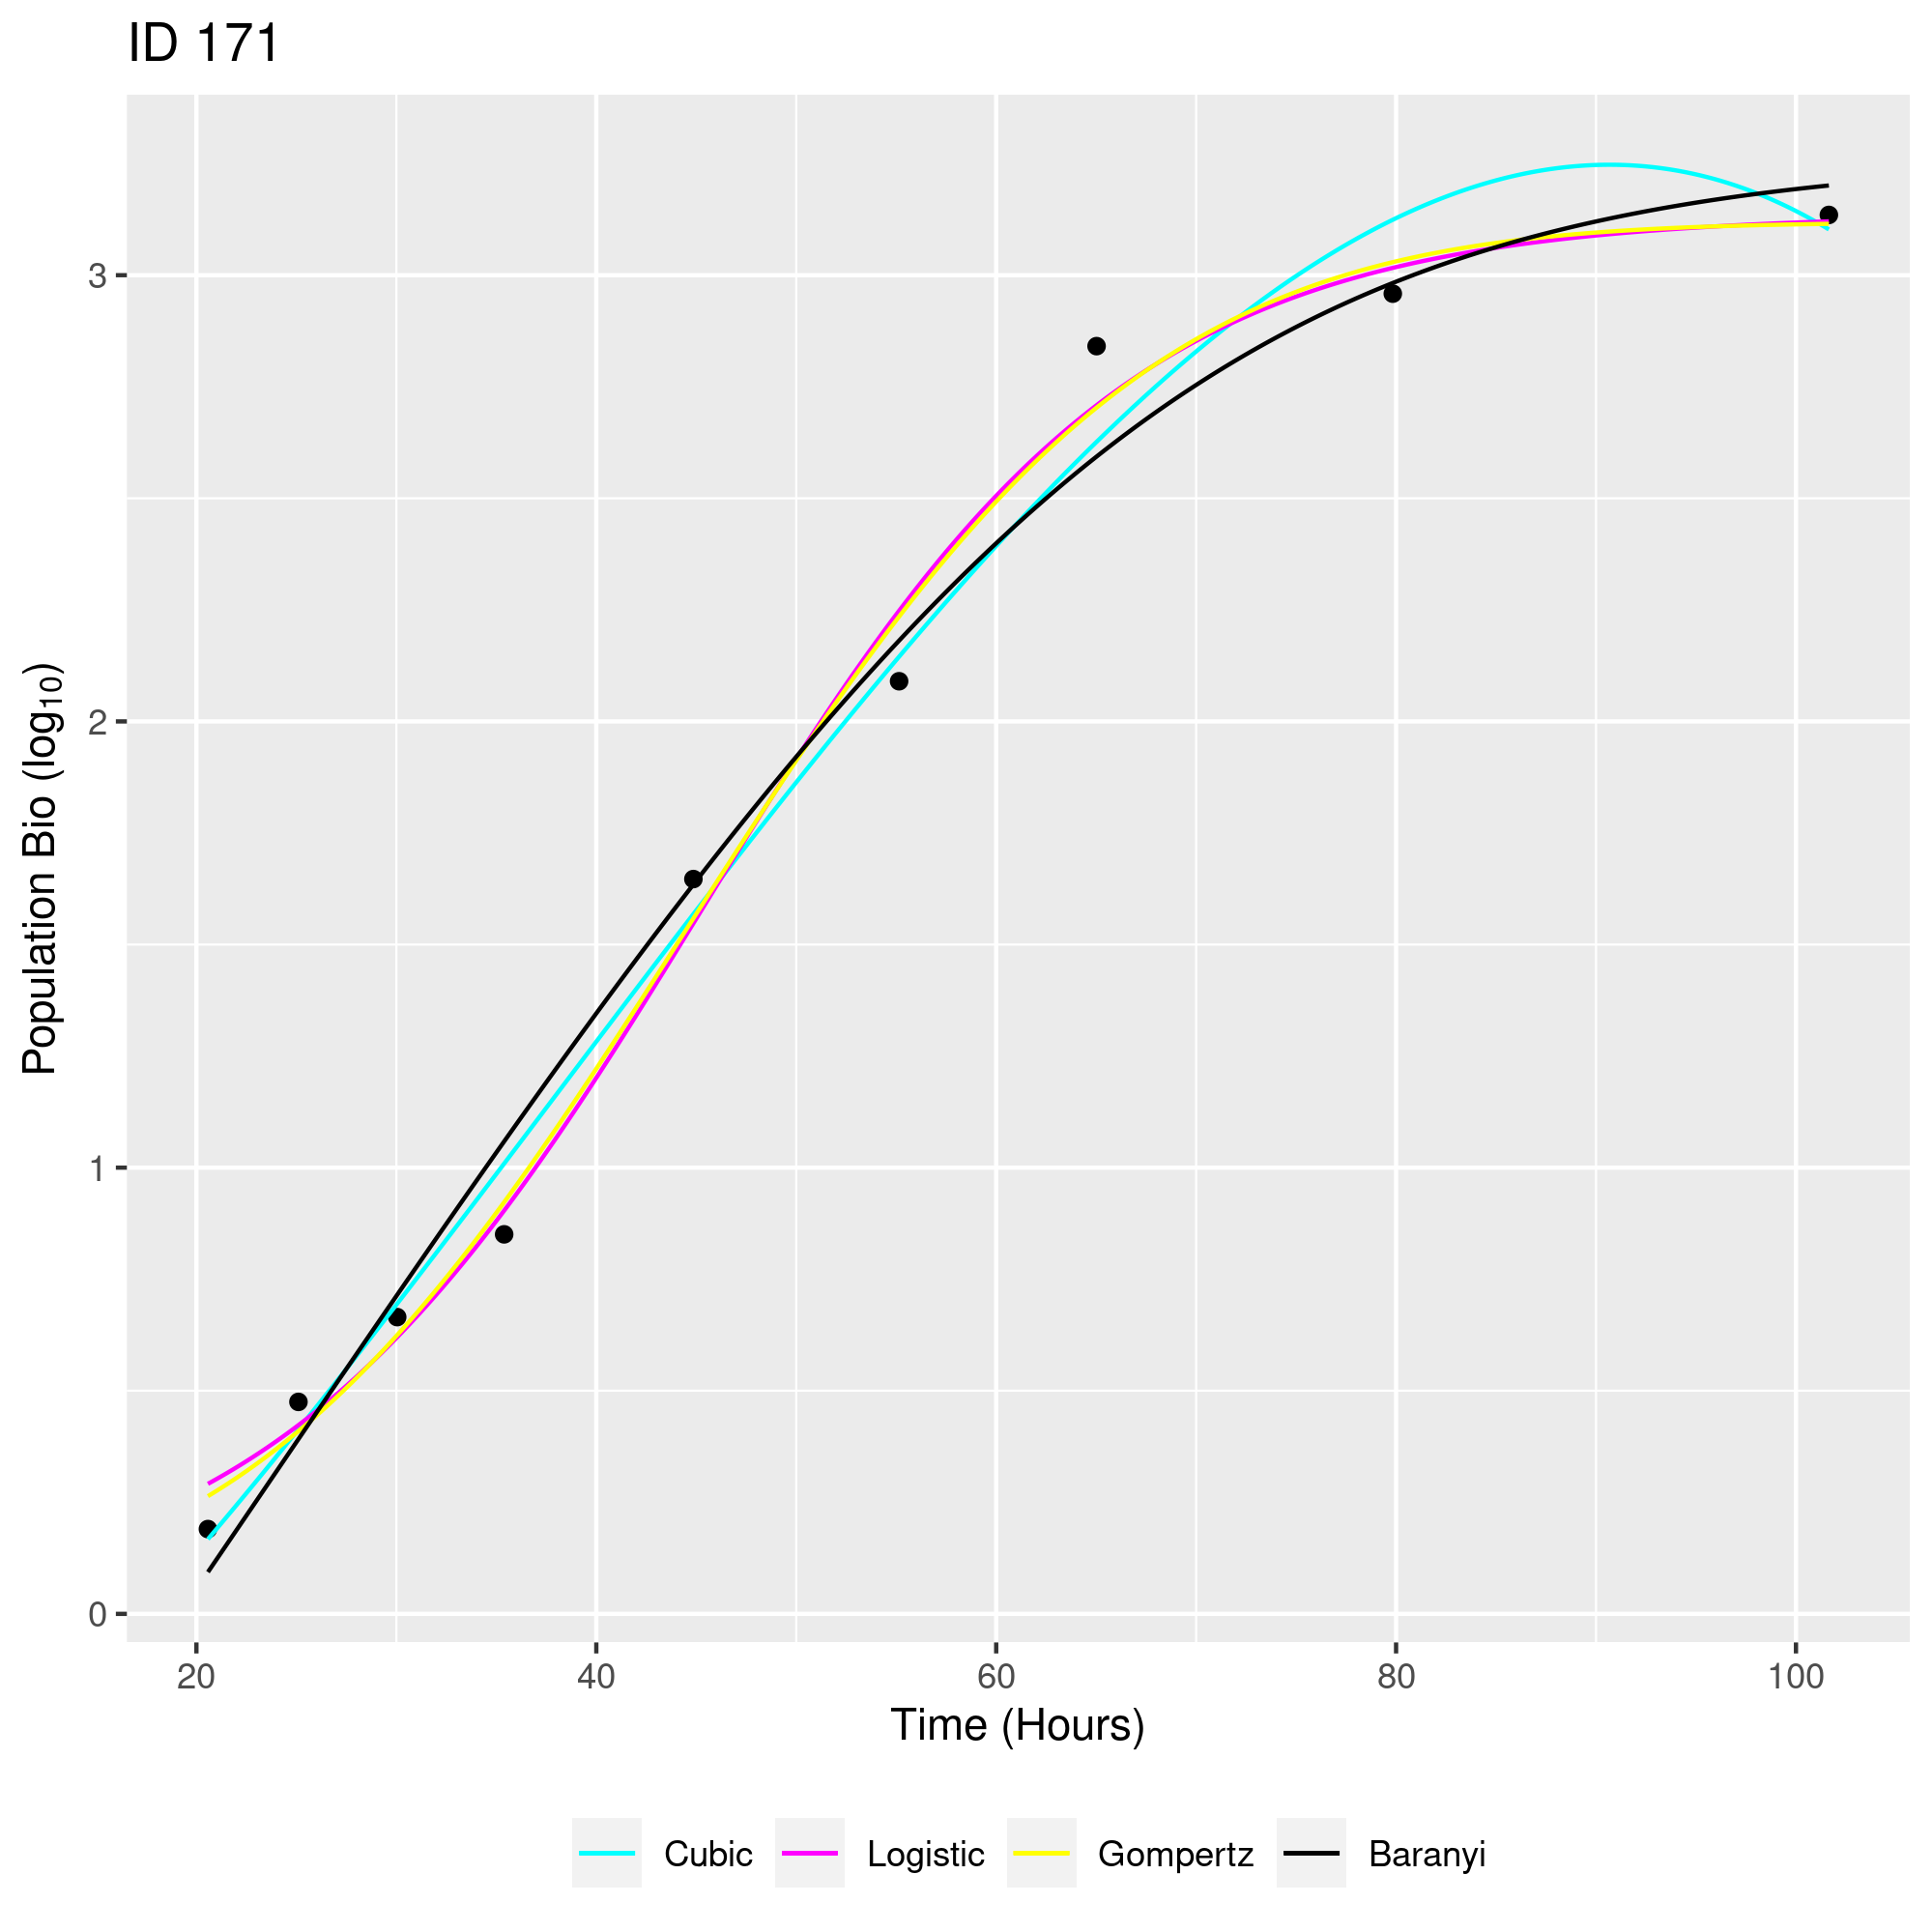 ID 171
Population Bio (log₁₀)
3
2
1
0
20 40 60 80 100
Time (Hours)
Cubic Logistic Gompertz Baranyi